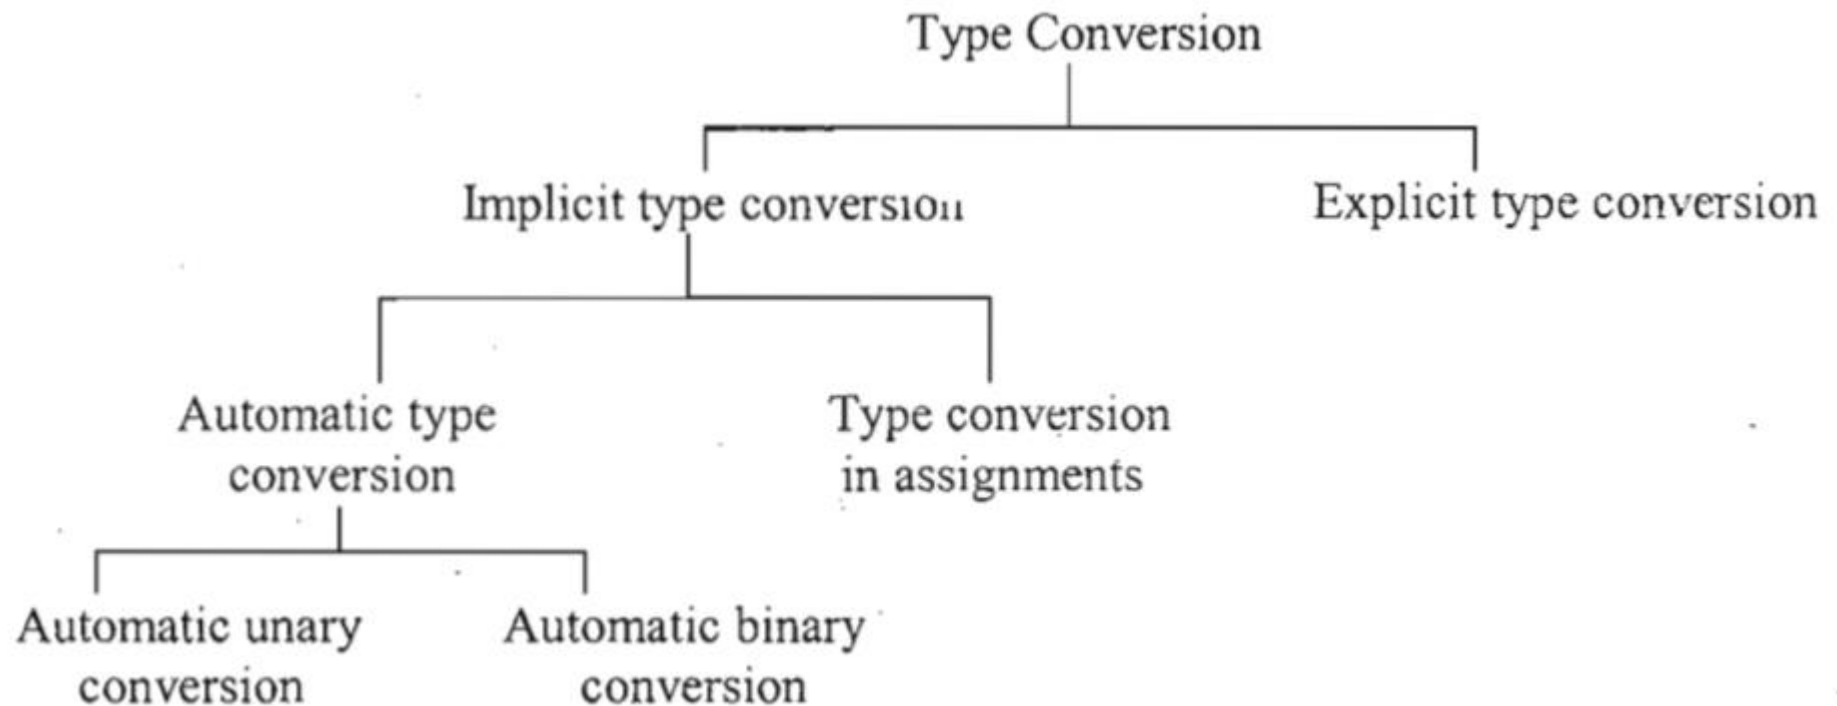 Type Conversion
Implicit type conversion
Explicit type conversion
Automatic type
conversion
Type conversion
in assignments
Automatic unary
conversion
Automatic binary
conversion